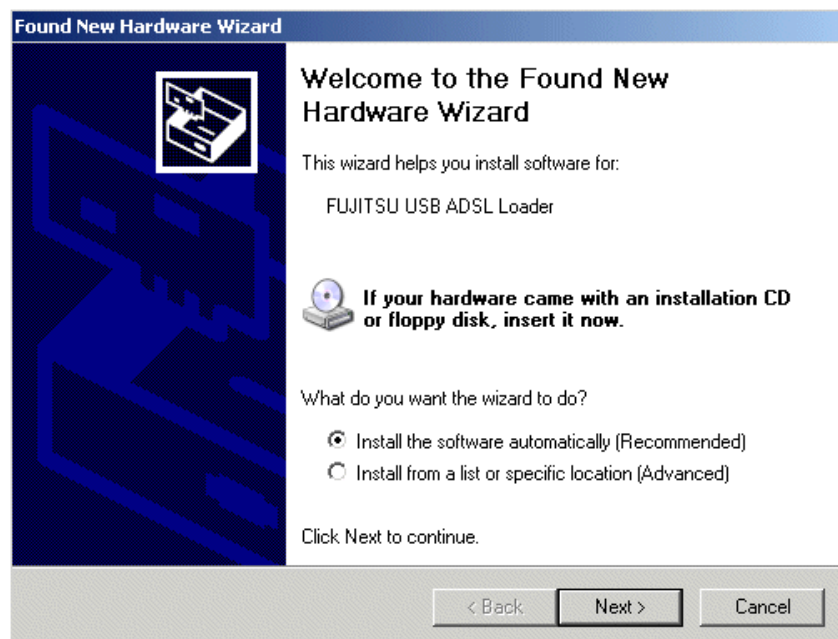 Found New Hardware Wizard
Welcome to the Found New
Hardware Wizard
This wizard helps you install software for:
FUJITSU USB ADSL Loader
If your hardware came with an installation CD
or floppy disk, insert it now.
What do you want the wizard to do?
Install the software automatically (Recommended)
Install from a list or specific location (Advanced)
Click Next to continue.
< Back
Next >
Cancel